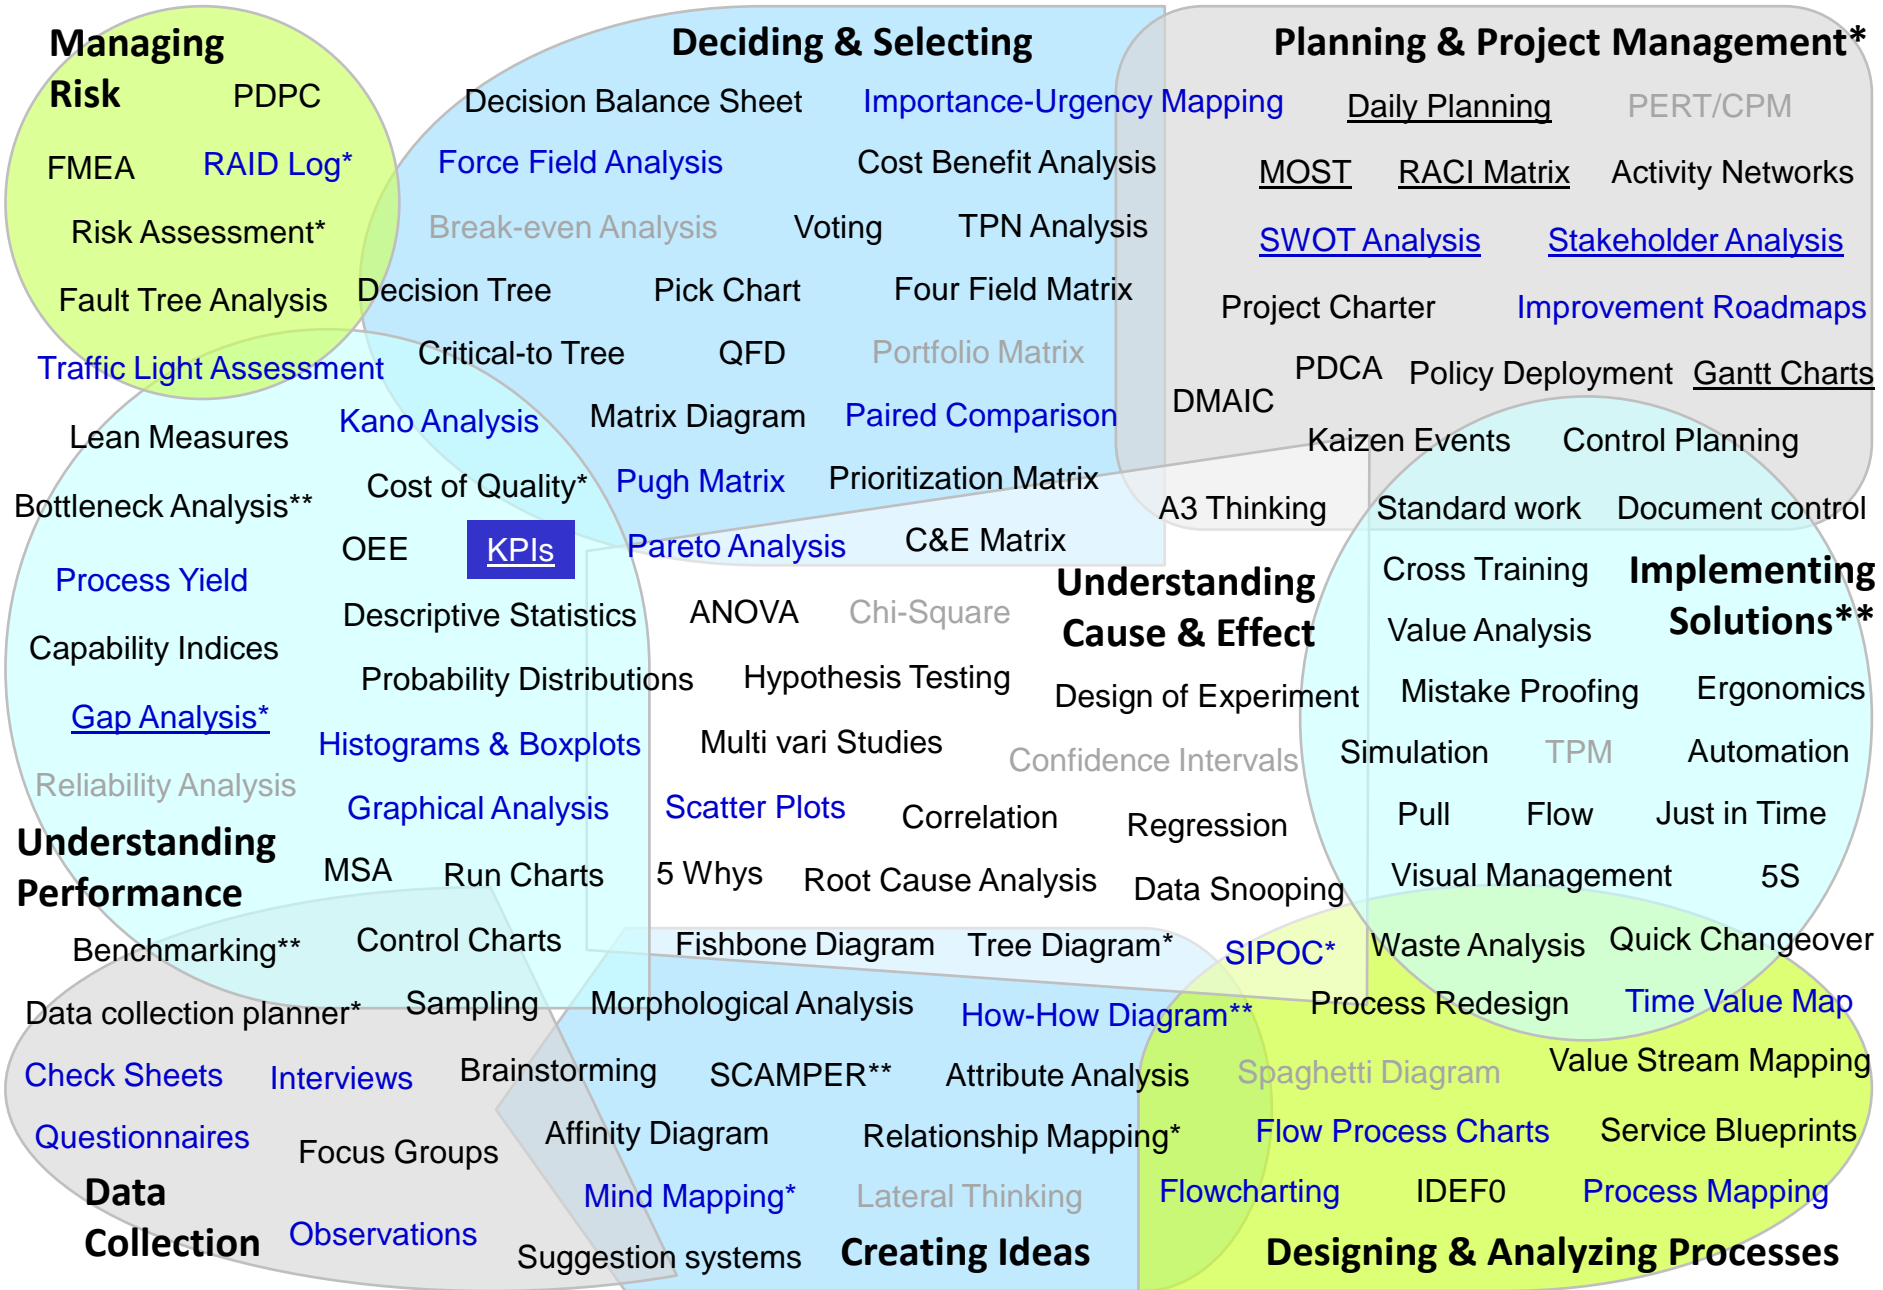 Managing
Risk
Deciding & Selecting
Planning & Project Management*
PDPC
Decision Balance Sheet
Importance-Urgency Mapping
Daily Planning
PERT/CPM
FMEA
RAID Log*
Force Field Analysis
Cost Benefit Analysis
MOST
RACI Matrix
Activity Networks
Risk Assessment*
Break-even Analysis
Voting
TPN Analysis
SWOT Analysis
Stakeholder Analysis
Fault Tree Analysis
Decision Tree
Pick Chart
Four Field Matrix
Project Charter
Improvement Roadmaps
Traffic Light Assessment
Critical-to Tree
QFD
Portfolio Matrix
PDCA
Policy Deployment
Gantt Charts
DMAIC
Lean Measures
Kano Analysis
Matrix Diagram
Paired Comparison
Kaizen Events
Control Planning
Bottleneck Analysis**
Cost of Quality*
Pugh Matrix
Prioritization Matrix
A3 Thinking
Standard work
Document control
OEE
KPIs
Pareto Analysis
C&E Matrix
Understanding
Cause & Effect
Cross Training
Implementing
Solutions**
Process Yield
Descriptive Statistics
ANOVA
Chi-Square
Value Analysis
Capability Indices
Probability Distributions
Hypothesis Testing
Design of Experiment
Mistake Proofing
Ergonomics
Gap Analysis*
Histograms & Boxplots
Multi vari Studies
Confidence Intervals
Simulation
TPM
Automation
Reliability Analysis
Graphical Analysis
Scatter Plots
Correlation
Regression
Pull
Flow
Just in Time
Understanding
Performance
MSA
Run Charts
5 Whys
Root Cause Analysis
Data Snooping
Visual Management
5S
Benchmarking**
Control Charts
Fishbone Diagram
Tree Diagram*
SIPOC*
Waste Analysis
Quick Changeover
Data collection planner*
Sampling
Morphological Analysis
How-How Diagram**
Process Redesign
Time Value Map
Check Sheets
Interviews
Brainstorming
SCAMPER**
Attribute Analysis
Spaghetti Diagram
Value Stream Mapping
Questionnaires
Focus Groups
Affinity Diagram
Relationship Mapping*
Flow Process Charts
Service Blueprints
Data
Collection
Observations
Mind Mapping*
Lateral Thinking
Flowcharting
IDEF0
Process Mapping
Suggestion systems
Creating Ideas
Designing & Analyzing Processes